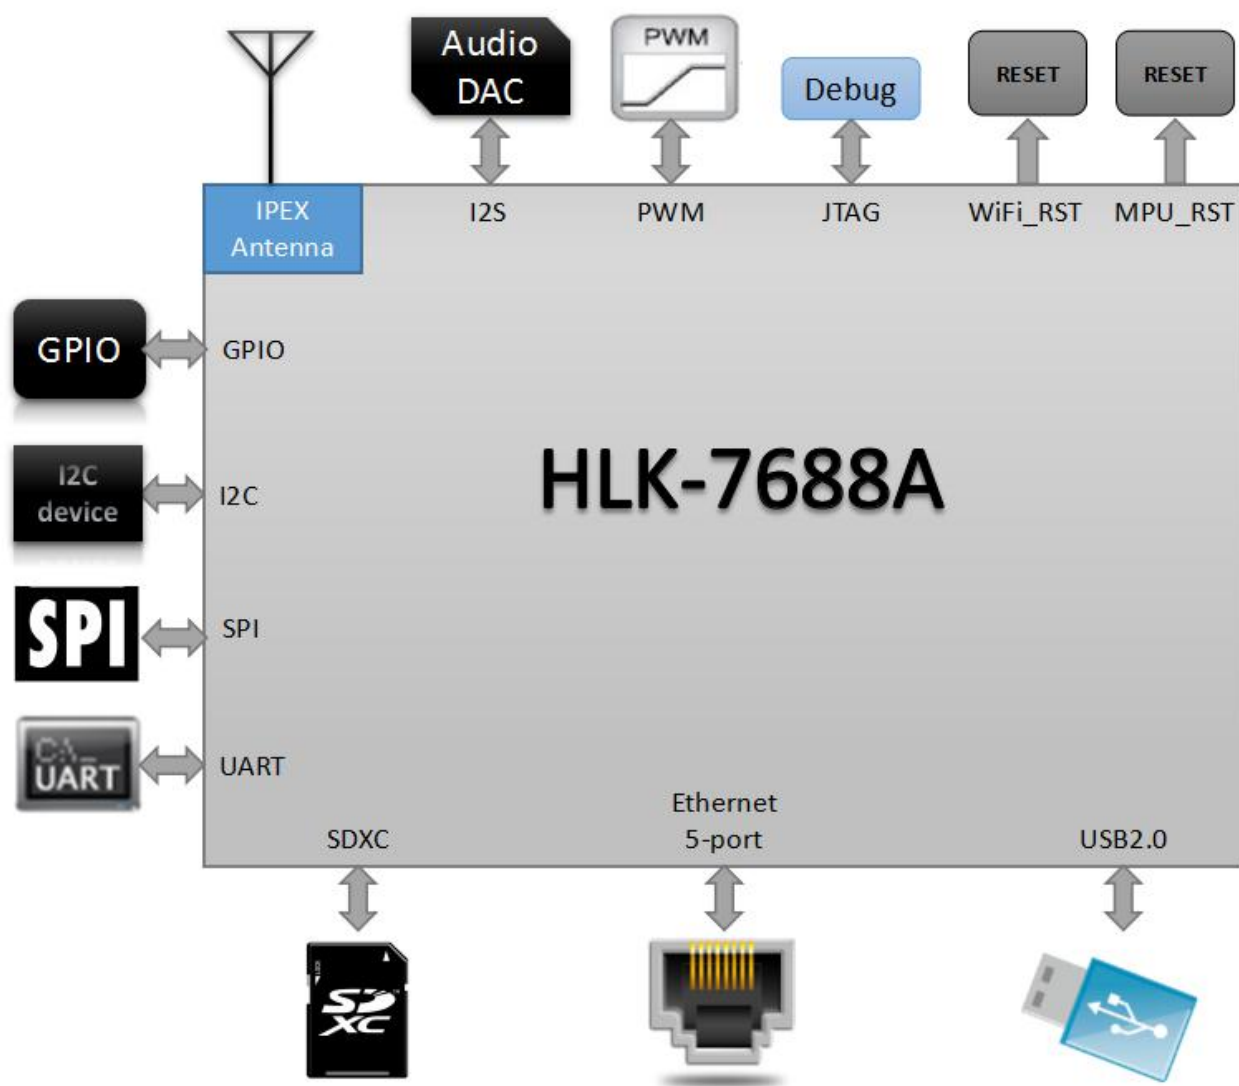 Audio
DAC
PWM
Debug
RESET
RESET
IPEX
Antenna
I2S
PWM
JTAG
WiFi_RST
MPU_RST
GPIO
GPIO
I2C
device
I2C
HLK-7688A
SPI
SPI
C:\_
UART
UART
SDXC
Ethernet
5-port
USB2.0
LOCK
SD
XC